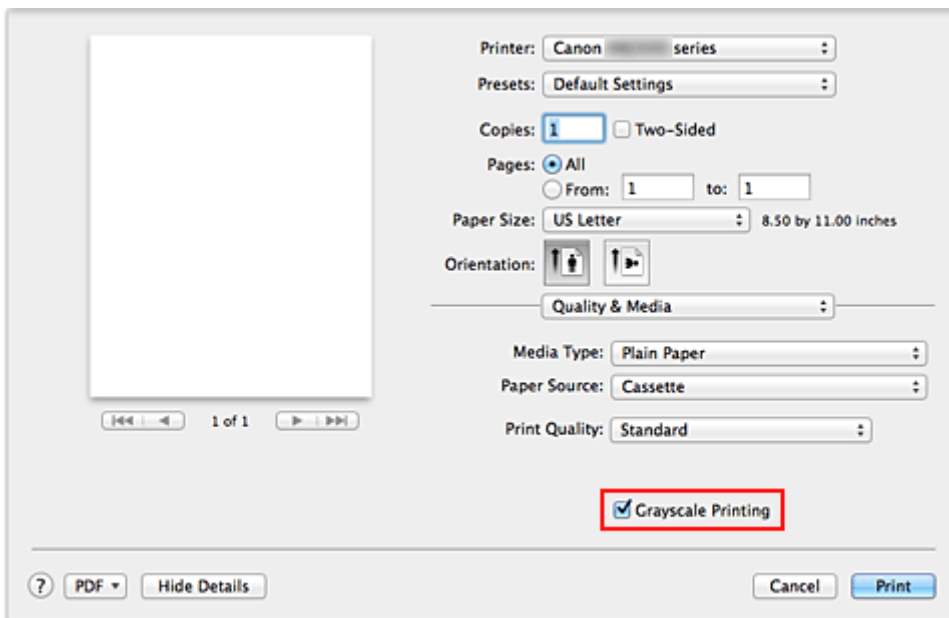 Printer: Canon series
Presets: Default Settings
Copies: 1 Two-Sided
Pages: All
From: 1 to: 1
Paper Size: US Letter 8.50 by 11.00 inches
Orientation:
Quality & Media
Media Type: Plain Paper
Paper Source: Cassette
1 of 1
Print Quality: Standard
Grayscale Printing
? PDF Hide Details Cancel Print